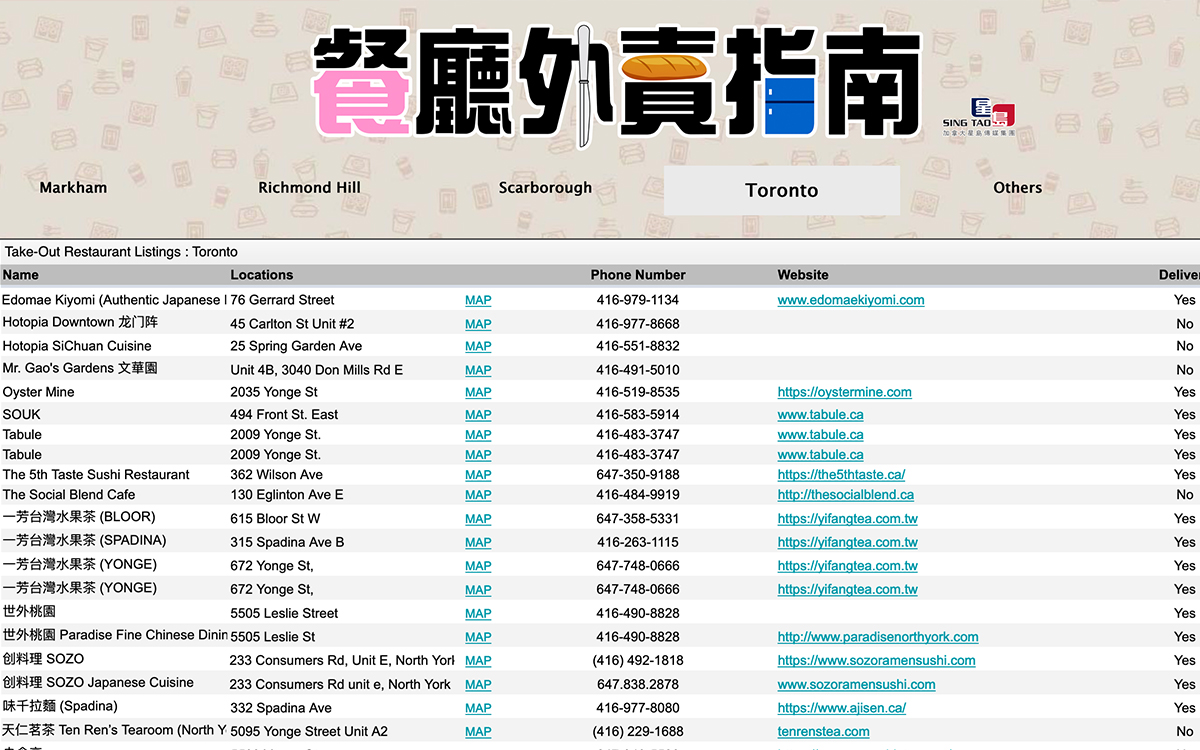 餐廳外賣指南
SING TAO 星島
加拿大星島傳媒集團
Markham Richmond Hill Scarborough Toronto Others
Take-Out Restaurant Listings : Toronto
Name Locations Phone Number Website Deliver
Edomae Kiyomi (Authentic Japanese 76 Gerrard Street MAP 416-979-1134 www.edomaekiyomi.com Yes
Hotopia Downtown 龙门阵 45 Carlton St Unit #2 MAP 416-977-8668 No
Hotopia SiChuan Cuisine 25 Spring Garden Ave MAP 416-551-8832 No
Mr. Gao's Gardens 文華園 Unit 4B, 3040 Don Mills Rd E MAP 416-491-5010 No
Oyster Mine 2035 Yonge St MAP 416-519-8535 https://oystermine.com Yes
SOUK 494 Front St. East MAP 416-583-5914 www.tabule.ca Yes
Tabule 2009 Yonge St. MAP 416-483-3747 www.tabule.ca Yes
Tabule 2009 Yonge St. MAP 416-483-3747 www.tabule.ca Yes
The 5th Taste Sushi Restaurant 362 Wilson Ave MAP 647-350-9188 https://the5thtaste.ca/ Yes
The Social Blend Cafe 130 Eglinton Ave E MAP 416-484-9919 http://thesocialblend.ca No
一芳台灣水果茶 (BLOOR) 615 Bloor St W MAP 647-358-5331 https://yifangtea.com.tw Yes
一芳台灣水果茶 (SPADINA) 315 Spadina Ave B MAP 416-263-1115 https://yifangtea.com.tw Yes
一芳台灣水果茶 (YONGE) 672 Yonge St, MAP 647-748-0666 https://yifangtea.com.tw Yes
一芳台灣水果茶 (YONGE) 672 Yonge St, MAP 647-748-0666 https://yifangtea.com.tw Yes
世外桃園 5505 Leslie Street MAP 416-490-8828 Yes
世外桃園 Paradise Fine Chinese Dinin 5505 Leslie St MAP 416-490-8828 http://www.paradisenorthyork.com Yes
创料理 SOZO 233 Consumers Rd, Unit E, North York MAP (416) 492-1818 https://www.sozoramensushi.com Yes
创料理 SOZO Japanese Cuisine 233 Consumers Rd unit e, North York MAP 647.838.2878 www.sozoramensushi.com Yes
味千拉麵 (Spadina) 332 Spadina Ave MAP 416-977-8080 https://www.ajisen.ca/ Yes
天仁茗茶 Ten Ren's Tearoom (North Y 5095 Yonge Street Unit A2 MAP (416) 229-1688 tenrenstea.com No